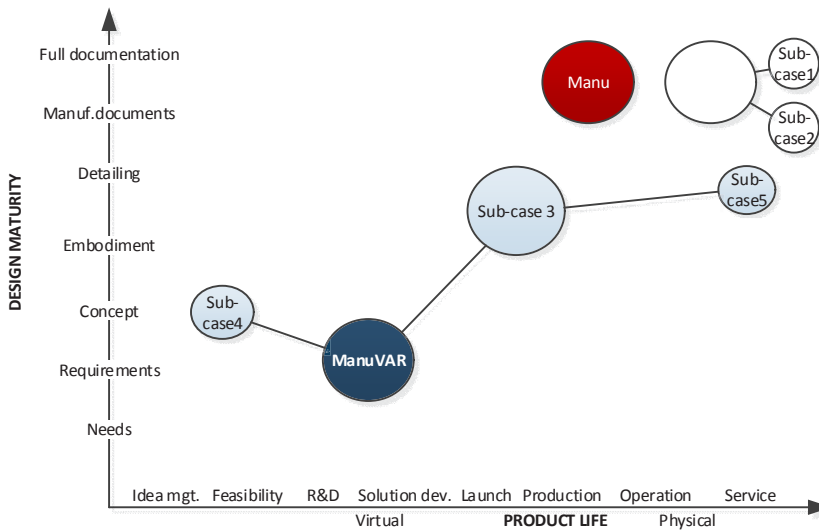 Full documentation
Manuf.documents
Detailing
Embodiment
Concept
Requirements
Needs
DESIGN MATURITY
Manu
Sub-
case1
Sub-
case2
Sub-case 3
Sub-
case5
Sub-
case4
ManuVAR
Idea mgt. Feasibility R&D Solution dev. Launch Production Operation Service
Virtual PRODUCT LIFE Physical